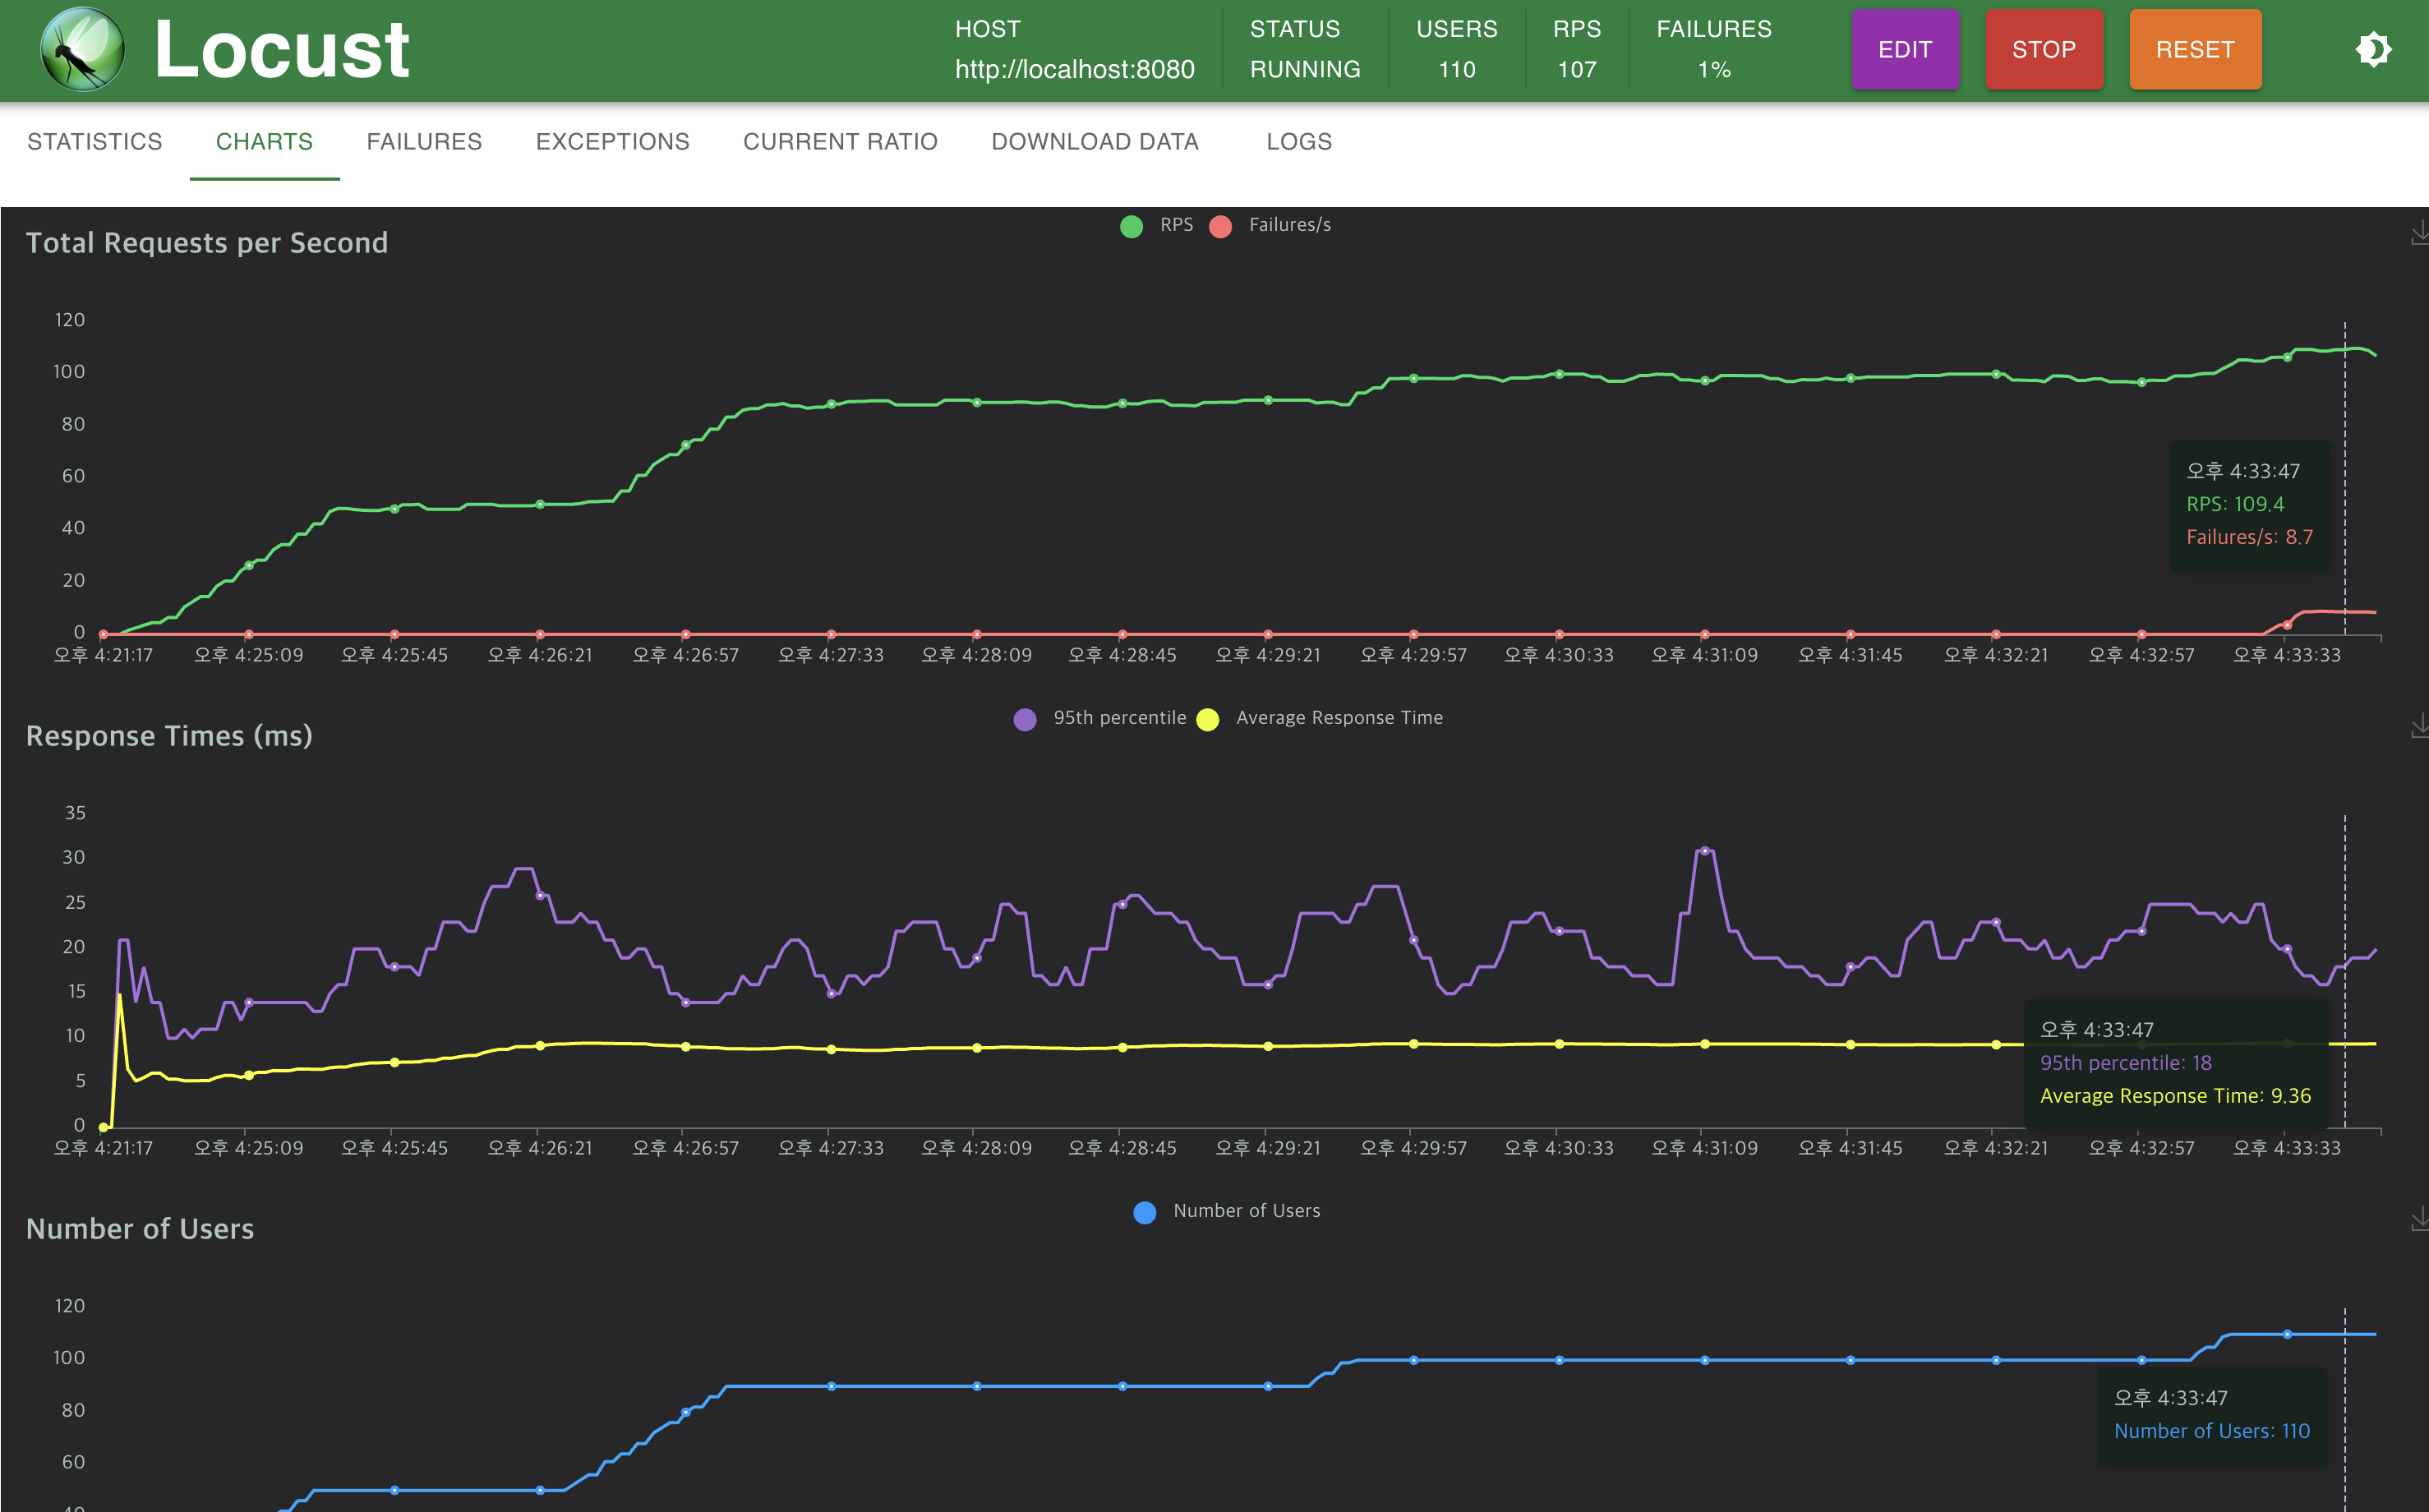 Locust
HOST
http://localhost:8080
STATUS
RUNNING
USERS
110
RPS
107
FAILURES
1%
EDIT
STOP
RESET
STATISTICS
CHARTS
FAILURES
EXCEPTIONS
CURRENT RATIO
DOWNLOAD DATA
LOGS
Total Requests per Second
RPS
Failures/s
120
100
80
60
40
20
0
오후 4:33:47
RPS: 109.4
Failures/s: 8.7
오후 4:21:17
오후 4:25:09
오후 4:25:45
오후 4:26:21
오후 4:26:57
오후 4:27:33
오후 4:28:09
오후 4:28:45
오후 4:29:21
오후 4:29:57
오후 4:30:33
오후 4:31:09
오후 4:31:45
오후 4:32:21
오후 4:32:57
오후 4:33:33
Response Times (ms)
95th percentile
Average Response Time
35
30
25
20
15
10
5
0
오후 4:33:47
95th percentile: 18
Average Response Time: 9.36
오후 4:21:17
오후 4:25:09
오후 4:25:45
오후 4:26:21
오후 4:26:57
오후 4:27:33
오후 4:28:09
오후 4:28:45
오후 4:29:21
오후 4:29:57
오후 4:30:33
오후 4:31:09
오후 4:31:45
오후 4:32:21
오후 4:32:57
오후 4:33:33
Number of Users
Number of Users
120
100
80
60
40
오후 4:33:47
Number of Users: 110